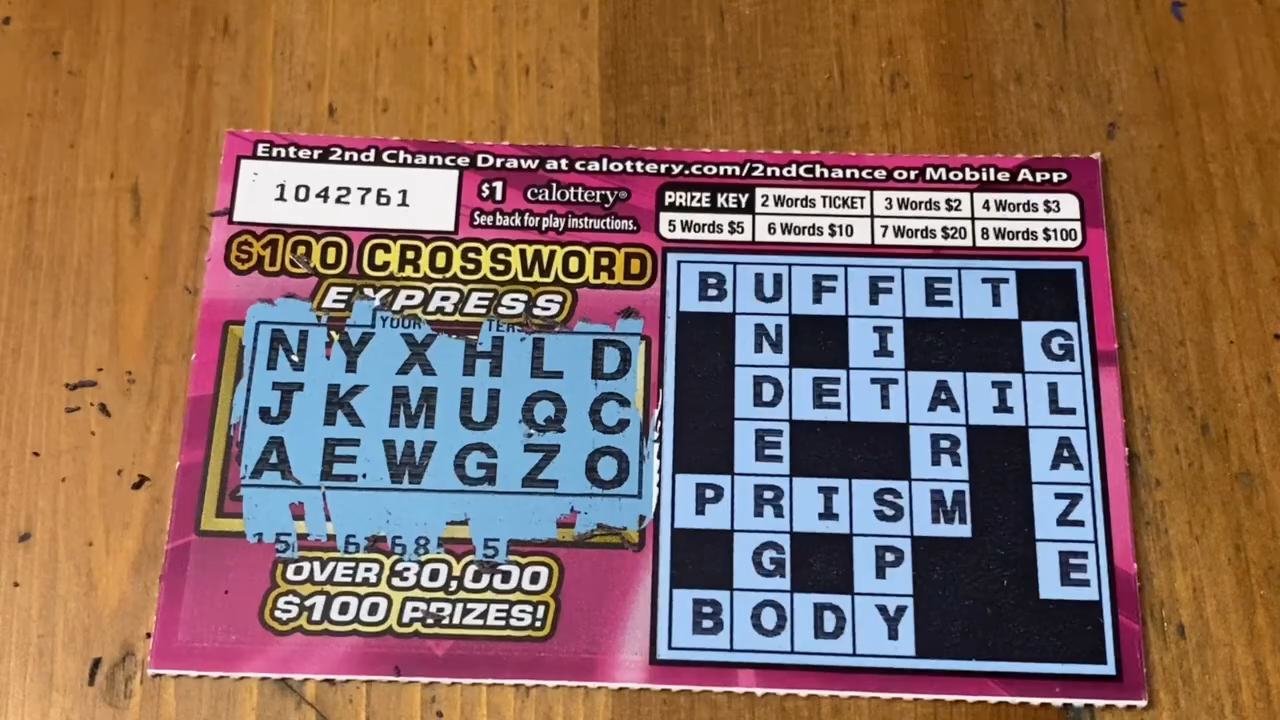 Enter 2nd Chance Draw at calottery.com/2ndChance or Mobile App
1042761
$1 calottery®
See back for play instructions.
PRIZE KEY 2 Words TICKET 3 Words $2 4 Words $3
5 Words $5 6 Words $10 7 Words $20 8 Words $100
$100 CROSSWORD
EXPRESS
YOUR
N Y X H L D
J K M U Q C
A E W G Z O
OVER 30,000
$100 PRIZES!
B U F F E T
N I G
D E T A I L
E R A
P R I S M Z
G P E
B O D Y